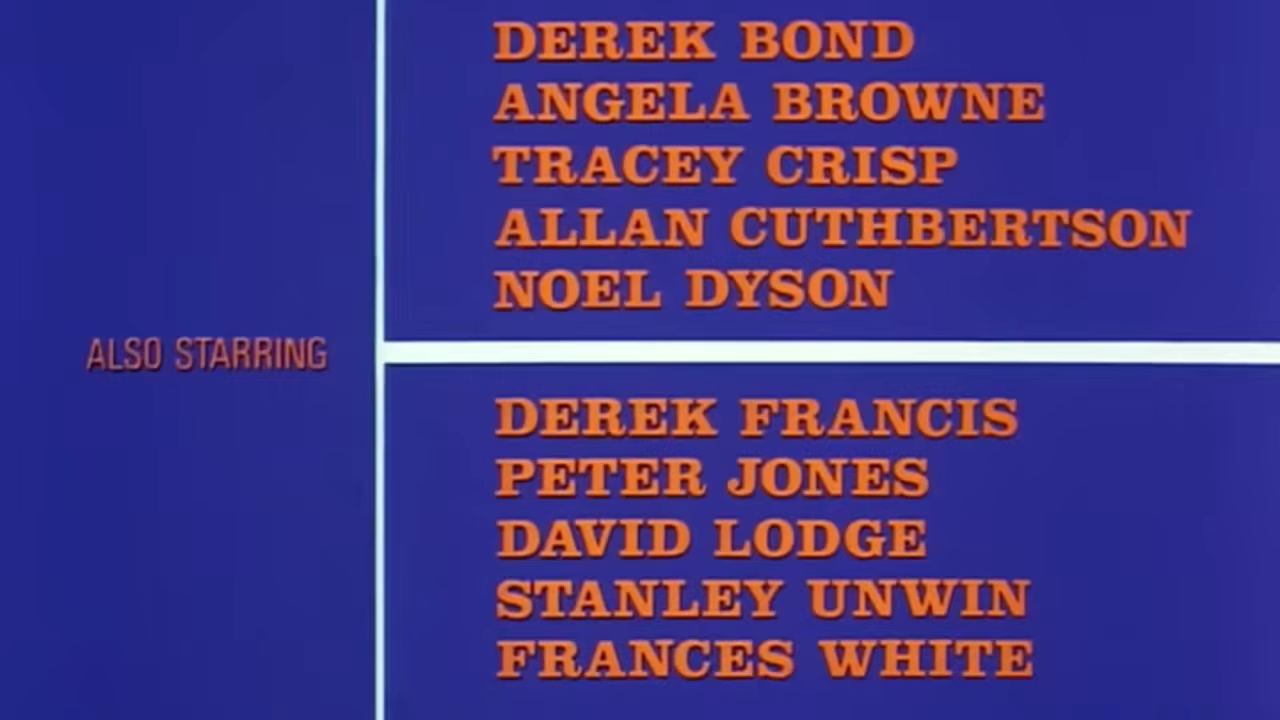 DEREK BOND
ANGELA BROWNE
TRACEY CRISP
ALLAN CUTHBERTSON
NOEL DYSON
ALSO STARRING
DEREK FRANCIS
PETER JONES
DAVID LODGE
STANLEY UNWIN
FRANCES WHITE